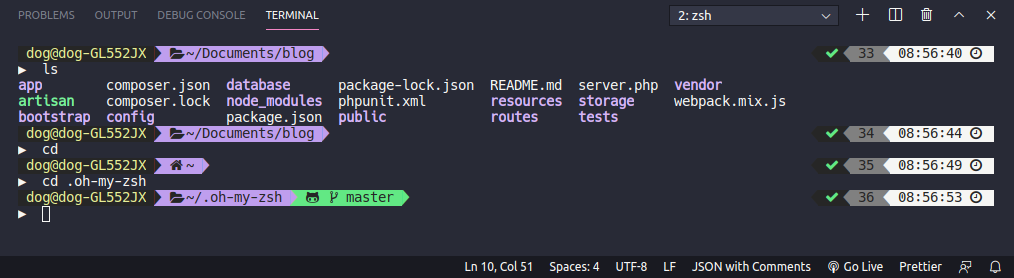 PROBLEMS OUTPUT DEBUG CONSOLE TERMINAL 2: zsh
dog@dog-GL552JX ~/Documents/blog 33 08:56:40
ls
app composer.json database package-lock.json README.md server.php vendor
artisan composer.lock node_modules phpunit.xml resources storage webpack.mix.js
bootstrap config package.json public routes tests
dog@dog-GL552JX ~/Documents/blog 34 08:56:44
cd
dog@dog-GL552JX ~ 35 08:56:49
cd .oh-my-zsh
dog@dog-GL552JX ~/.oh-my-zsh master 36 08:56:53
Ln 10, Col 51 Spaces: 4 UTF-8 LF JSON with Comments Go Live Prettier